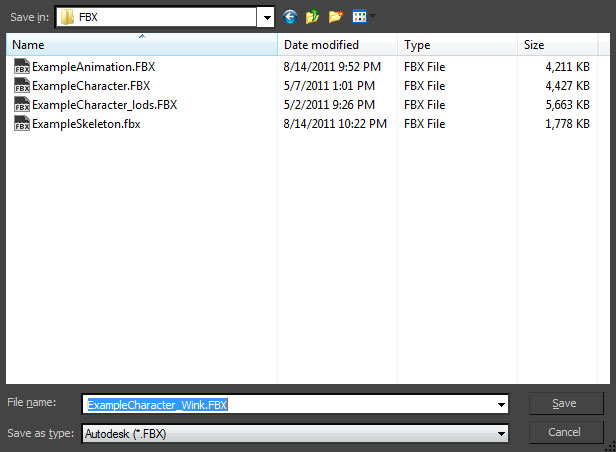 Save in: FBX
Name Date modified Type Size
FBX ExampleAnimation.FBX 8/14/2011 9:52 PM FBX File 4,211 KB
FBX ExampleCharacter.FBX 5/7/2011 1:01 PM FBX File 4,427 KB
FBX ExampleCharacter_lods.FBX 5/2/2011 9:26 PM FBX File 5,663 KB
FBX ExampleSkeleton.fbx 8/14/2011 10:22 PM FBX File 1,778 KB
File name: ExampleCharacter_Wink.FBX Save
Save as type: Autodesk (*.FBX) Cancel